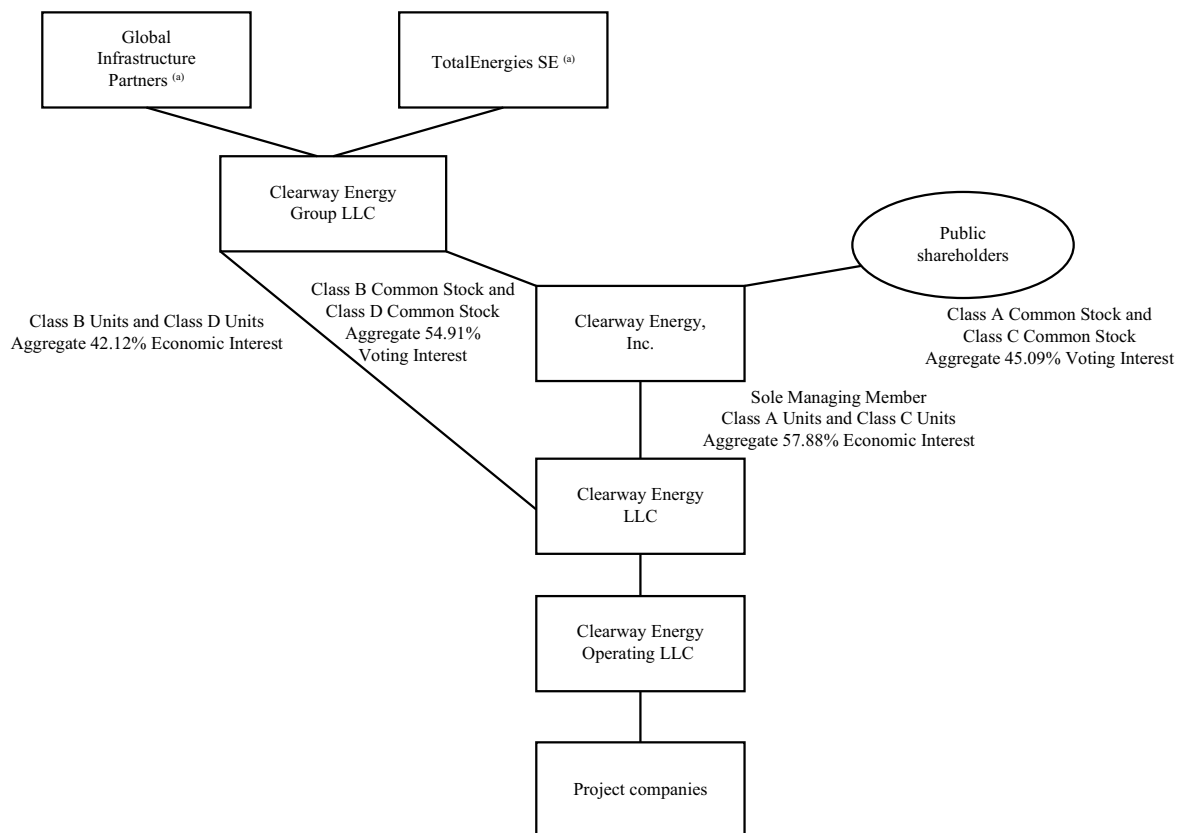 Global
Infrastructure
Partners (a)
TotalEnergies SE (a)
Clearway Energy
Group LLC
Public
shareholders
Class B Units and Class D Units
Aggregate 42.12% Economic Interest
Class B Common Stock and
Class D Common Stock
Aggregate 54.91%
Voting Interest
Clearway Energy,
Inc.
Class A Common Stock and
Class C Common Stock
Aggregate 45.09% Voting Interest
Sole Managing Member
Class A Units and Class C Units
Aggregate 57.88% Economic Interest
Clearway Energy
LLC
Clearway Energy
Operating LLC
Project companies